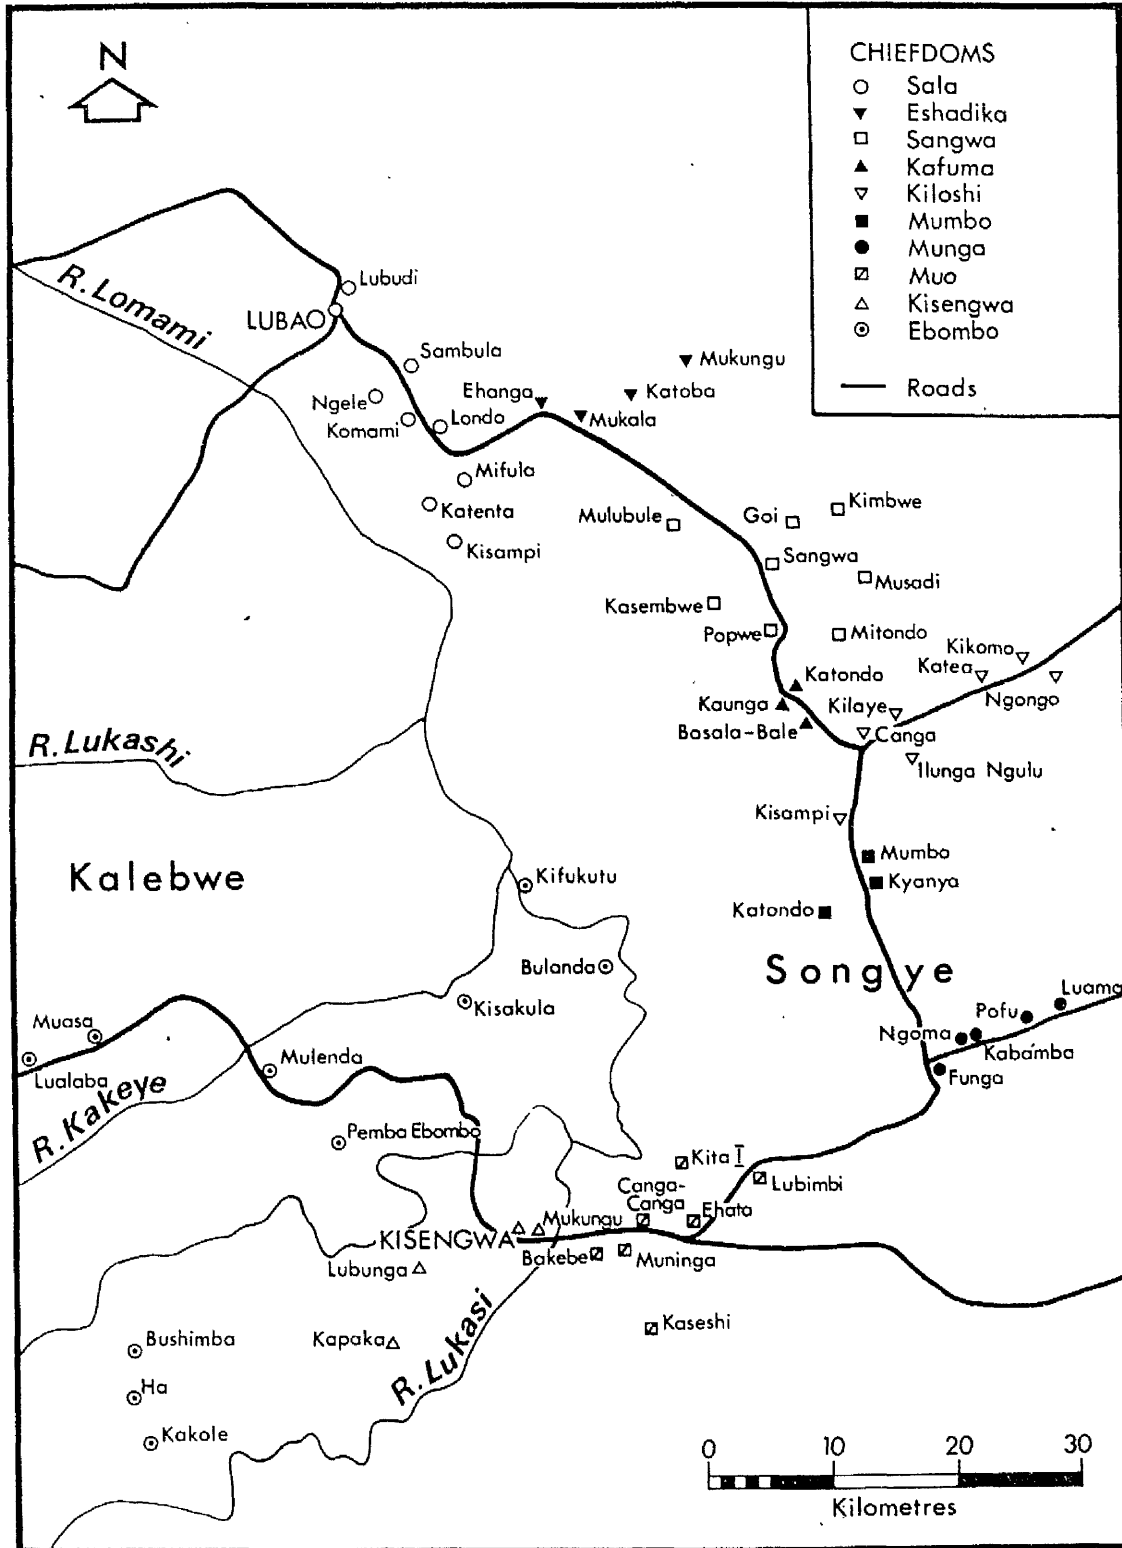 N
CHIEFDOMS
Sala
Eshadika
Sangwa
Kafuma
Kiloshi
Mumbo
Munga
Muo
Kisengwa
Ebombo
Roads
R. Lomami
Lubudi
LUBAO
Sambula
Mukungu
Ngele
Ehanga
Katoba
Komami
Londo
Mukala
Mifula
Katenta
Mulubule
Goi
Kimbwe
Kisampi
Sangwa
Musadi
Kasembwe
Popwe
Mitondo
Kikomo
Katea
Katondo
Ngongo
Kaunga
Kilaye
Bosala-Bale
Canga
R. Lukashi
Ilunga Ngulu
Kisampi
Mumbo
Kalebwe
Kifukutu
Kyanya
Katondo
Bulanda
Songye
Kisakula
Luama
Pofu
Muasa
Ngoma
Kabamba
Lualaba
Mulenda
Funga
R. Kakeye
Pemba Ebombo
Kita I
Lubimbi
Canga-
Canga
Ehata
Mukungu
KISENGWA
Bakebe
Muninga
Lubunga
Kaseshi
Bushimba
Kapaka
R. Lukasi
Ha
Kakole
0 10 20 30
Kilometres